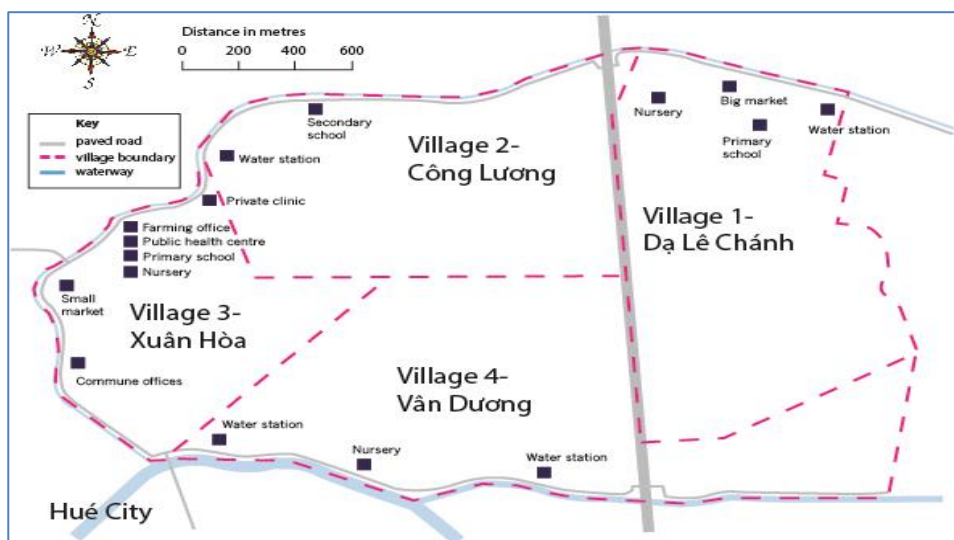 N
W
E
S
Distance in metres
0 200 400 600
Key
paved road
village boundary
waterway
Secondary
school
Water station
Private clinic
Farming office
Public health centre
Primary school
Nursery
Small
market
Commune offices
Village 2-
Công Lương
Nursery
Big market
Primary
school
Water station
Village 1-
Dạ Lê Chánh
Village 3-
Xuân Hòa
Village 4-
Vân Dương
Water station
Nursery
Water station
Hué City